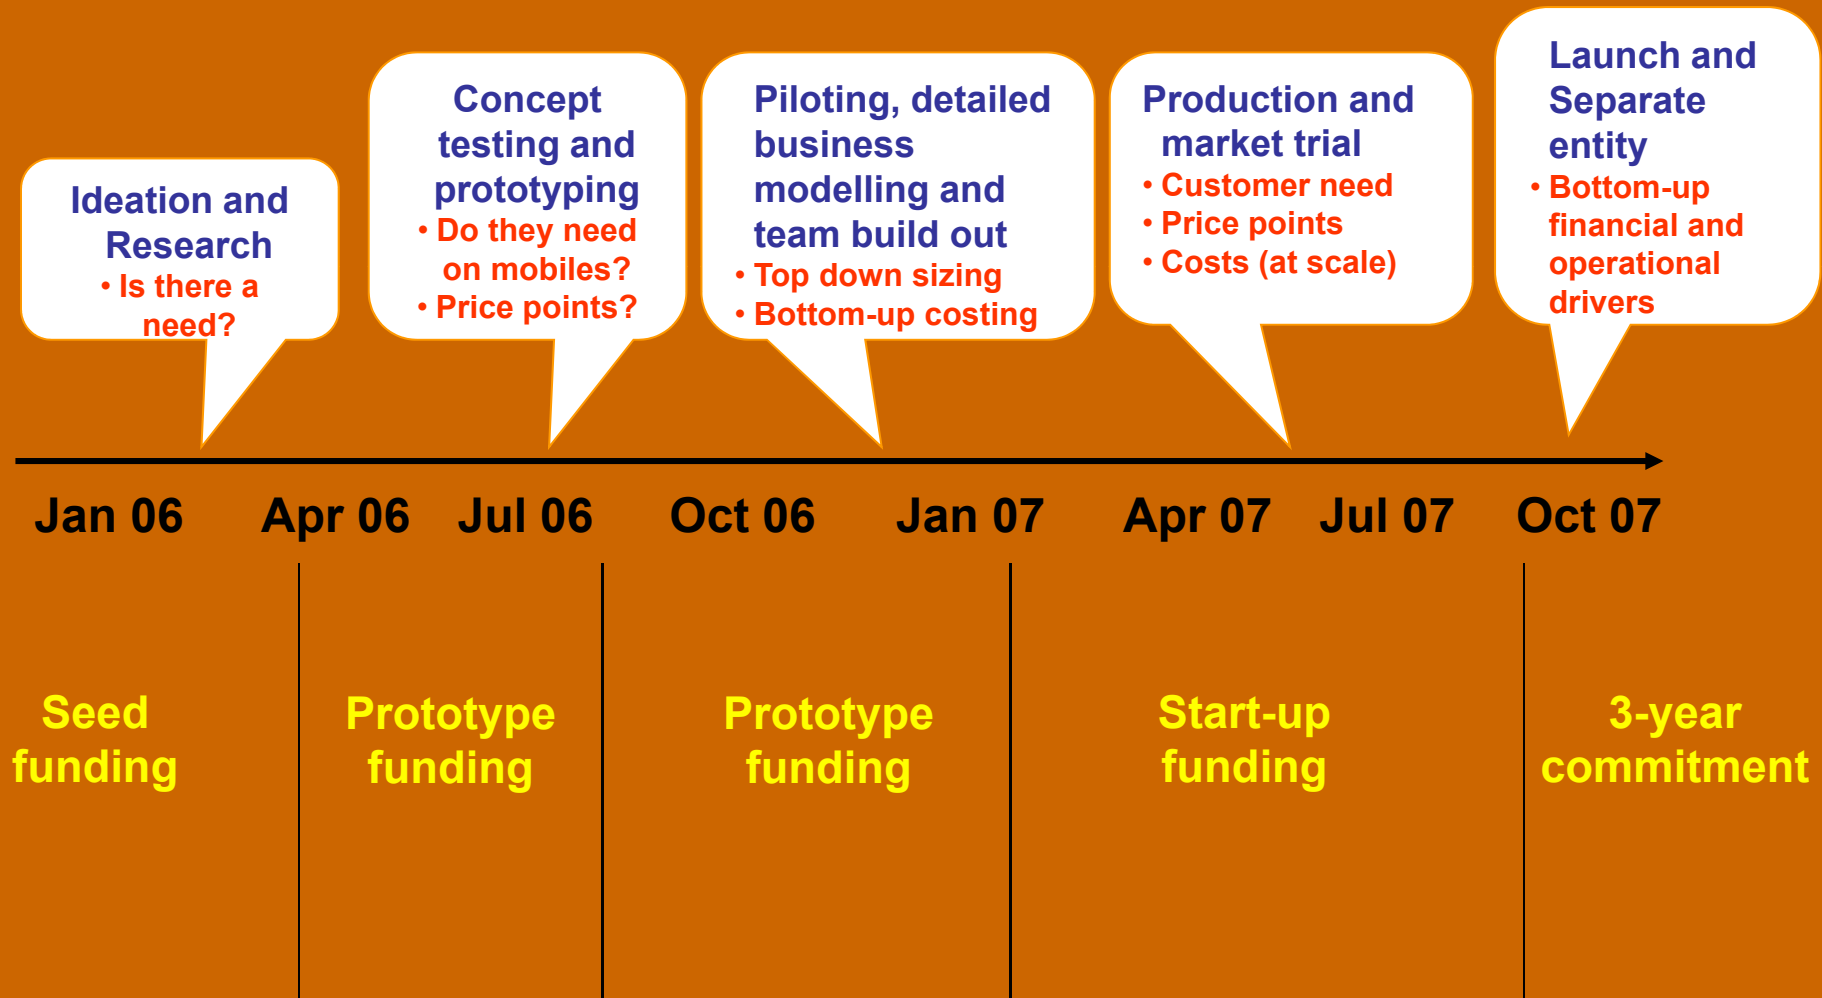 Ideation and
Research
• Is there a
need?
Concept
testing and
prototyping
• Do they need
on mobiles?
• Price points?
Piloting, detailed
business
modelling and
team build out
• Top down sizing
• Bottom-up costing
Production and
market trial
• Customer need
• Price points
• Costs (at scale)
Launch and
Separate
entity
• Bottom-up
financial and
operational
drivers
Jan 06 Apr 06 Jul 06 Oct 06 Jan 07 Apr 07 Jul 07 Oct 07
Seed
funding
Prototype
funding
Prototype
funding
Start-up
funding
3-year
commitment